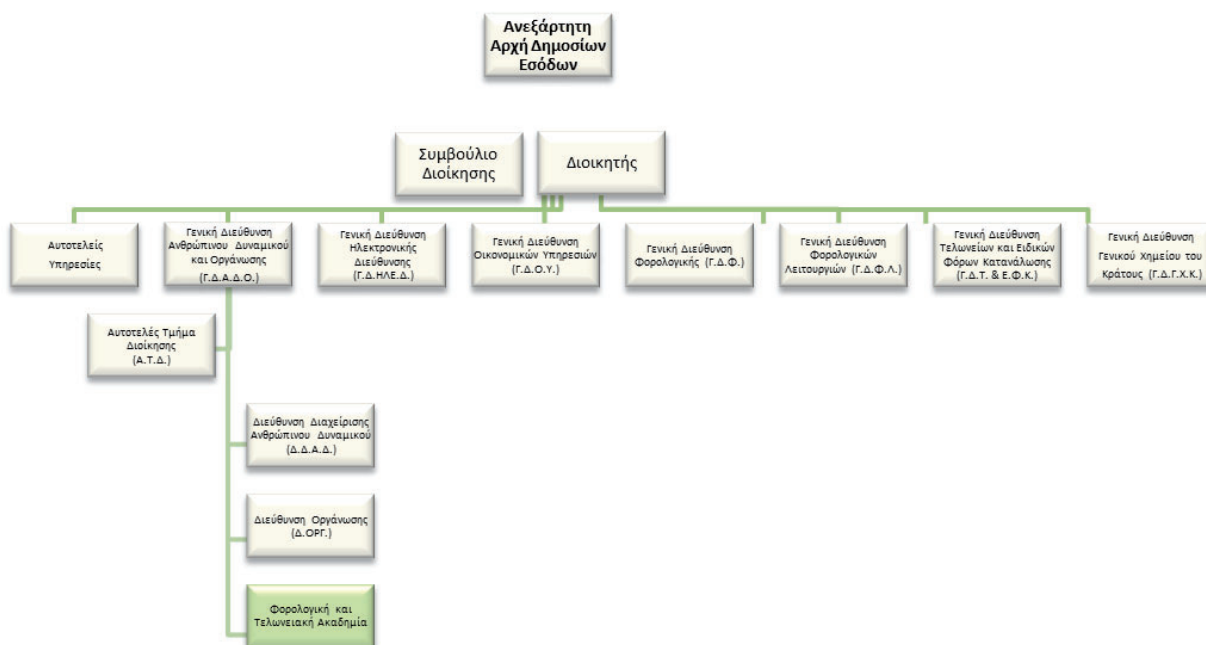 Ανεξάρτητη
Αρχή Δημοσίων
Εσόδων
Συμβούλιο
Διοίκησης
Διοικητής
Αυτοτελείς
Υπηρεσίες
Γενική Διεύθυνση
Ανθρώπινου Δυναμικού
και Οργάνωσης
(Γ.Δ.Α.Δ.Ο.)
Γενική Διεύθυνση
Ηλεκτρονικής
Διεύθυνσης
(Γ.Δ.ΗΛΕ.Δ.)
Γενική Διεύθυνση
Οικονομικών Υπηρεσιών
(Γ.Δ.Ο.Υ.)
Γενική Διεύθυνση
Φορολογικής (Γ.Δ.Φ.)
Γενική Διεύθυνση
Φορολογικών
Λειτουργιών (Γ.Δ.Φ.Λ.)
Γενική Διεύθυνση
Τελωνείων και Ειδικών
Φόρων Κατανάλωσης
(Γ.Δ.Τ. & Ε.Φ.Κ.)
Γενική Διεύθυνση
Γενικού Χημείου του
Κράτους (Γ.Δ.Γ.Χ.Κ.)
Αυτοτελές Τμήμα
Διοίκησης
(Α.Τ.Δ.)
Διεύθυνση Διαχείρισης
Ανθρώπινου Δυναμικού
(Δ.Δ.Α.Δ.)
Διεύθυνση Οργάνωσης
(Δ.ΟΡΓ.)
Φορολογική και
Τελωνειακή Ακαδημία